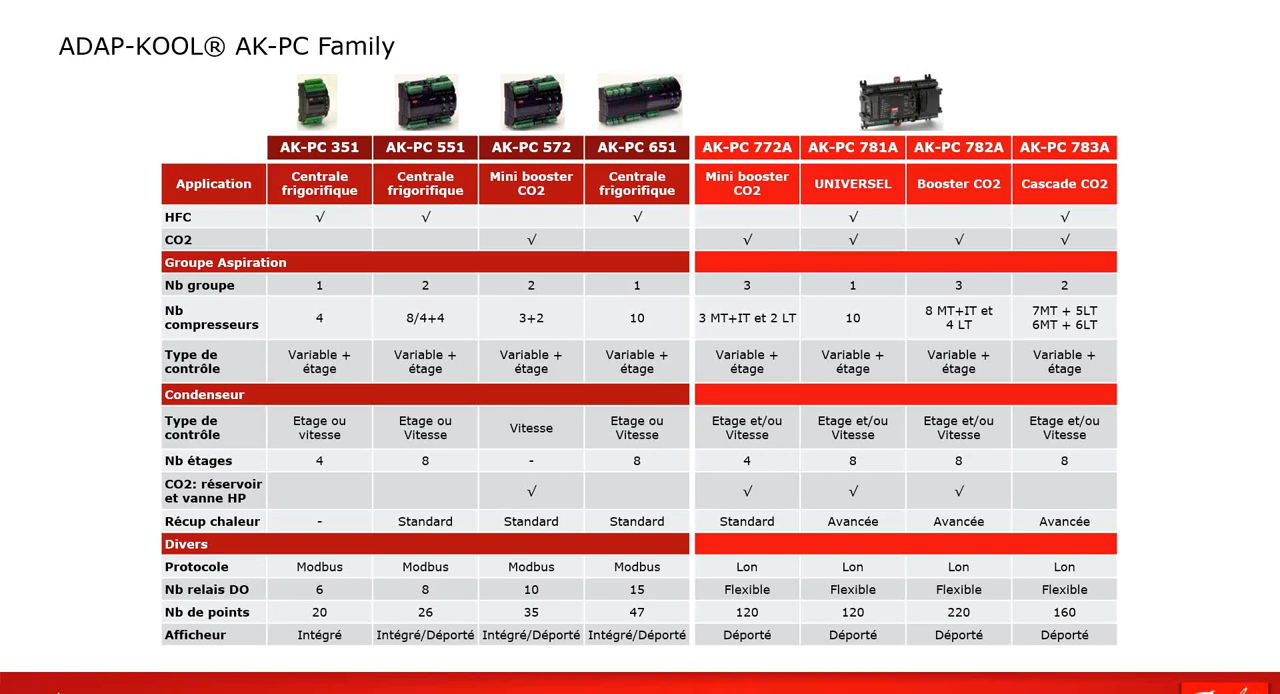 ADAP-KOOL® AK-PC Family
AK-PC 351 AK-PC 551 AK-PC 572 AK-PC 651 AK-PC 772A AK-PC 781A AK-PC 782A AK-PC 783A
Application Centrale frigorifique Centrale frigorifique Mini booster CO2 Centrale frigorifique Mini booster CO2 UNIVERSEL Booster CO2 Cascade CO2
HFC √ √ √ √ √
CO2 √ √ √ √ √
Groupe Aspiration
Nb groupe 1 2 2 1 3 1 3 2
Nb compresseurs 4 8/4+4 3+2 10 3 MT+IT et 2 LT 10 8 MT+IT et 4 LT 7MT + 5LT 6MT + 6LT
Type de contrôle Variable + étage Variable + étage Variable + étage Variable + étage Variable + étage Variable + étage Variable + étage Variable + étage
Condenseur
Type de contrôle Etage ou vitesse Etage ou Vitesse Vitesse Etage ou Vitesse Etage et/ou Vitesse Etage et/ou Vitesse Etage et/ou Vitesse Etage et/ou Vitesse
Nb étages 4 8 - 8 4 8 8 8
CO2: réservoir et vanne HP √ √ √ √
Récup chaleur - Standard Standard Standard Standard Avancée Avancée Avancée
Divers
Protocole Modbus Modbus Modbus Modbus Lon Lon Lon Lon
Nb relais DO 6 8 10 15 Flexible Flexible Flexible Flexible
Nb de points 20 26 35 47 120 120 220 160
Afficheur Intégré Intégré/Déporté Intégré/Déporté Intégré/Déporté Déporté Déporté Déporté Déporté